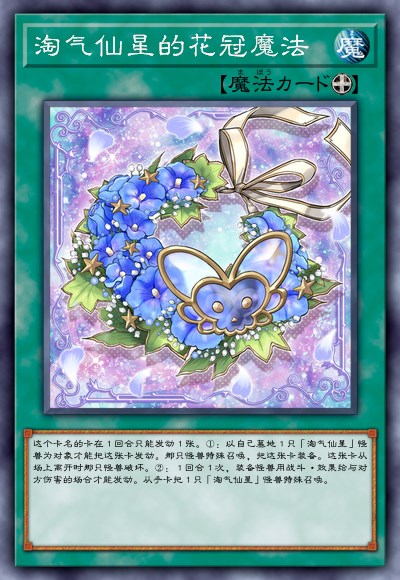 淘气仙星的花冠魔法
魔
【魔法カード】
まほう
这个卡名的卡在1回合只能发动1张。①：以自己墓地1只「淘气仙星」怪
兽为对象才能把这张卡发动。那只怪兽特殊召唤，把这张卡装备。这张卡从
场上离开时那只怪兽破坏。②：1回合1次，装备怪兽用战斗·效果给与对
方伤害的场合才能发动。从手卡把1只「淘气仙星」怪兽特殊召唤。